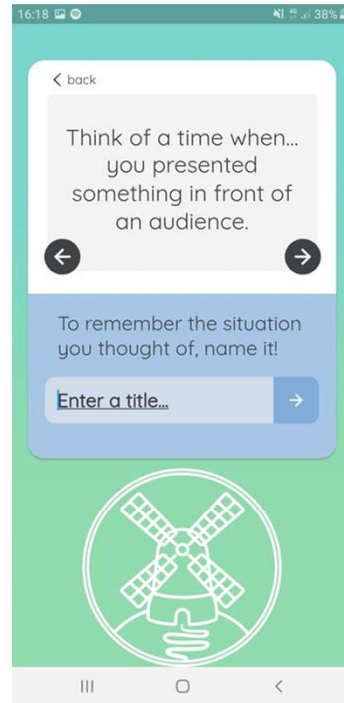 16:18 38%
back
Think of a time when...
you presented
something in front of
an audience.
To remember the situation
you thought of, name it!
Enter a title...